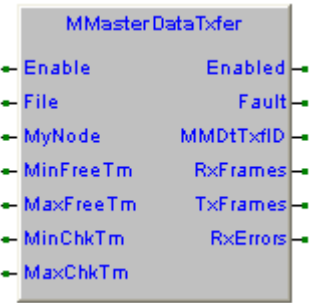 MMasterDataTxfer
Enable Enabled
File Fault
MyNode MMDtTxfID
MinFreeTm RxFrames
MaxFreeTm TxFrames
MinChkTm RxErrors
MaxChkTm